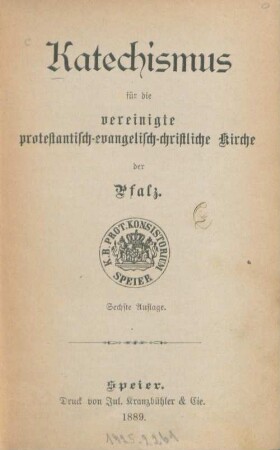 Katechismus
für die
vereinigte
protestantisch-evangelisch-christliche Kirche
der
Pfalz.
K. B. PROT. KONSISTORIUM
SPEIER
Sechste Auflage.
Speier.
Druck von Jul. Kranzbühler & Cie.
1889.